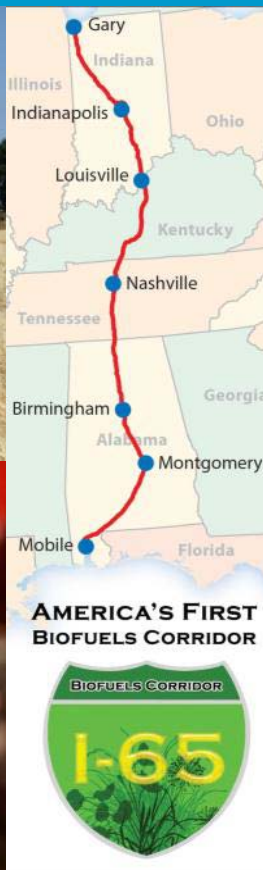 Gary
Indiana
Illinois
Indianapolis
Ohio
Louisville
Kentucky
Nashville
Tennessee
Georgia
Birmingham
Alabama
Montgomery
Mobile
Florida
AMERICA'S FIRST
BIOFUELS CORRIDOR
BIOFUELS CORRIDOR
I-65